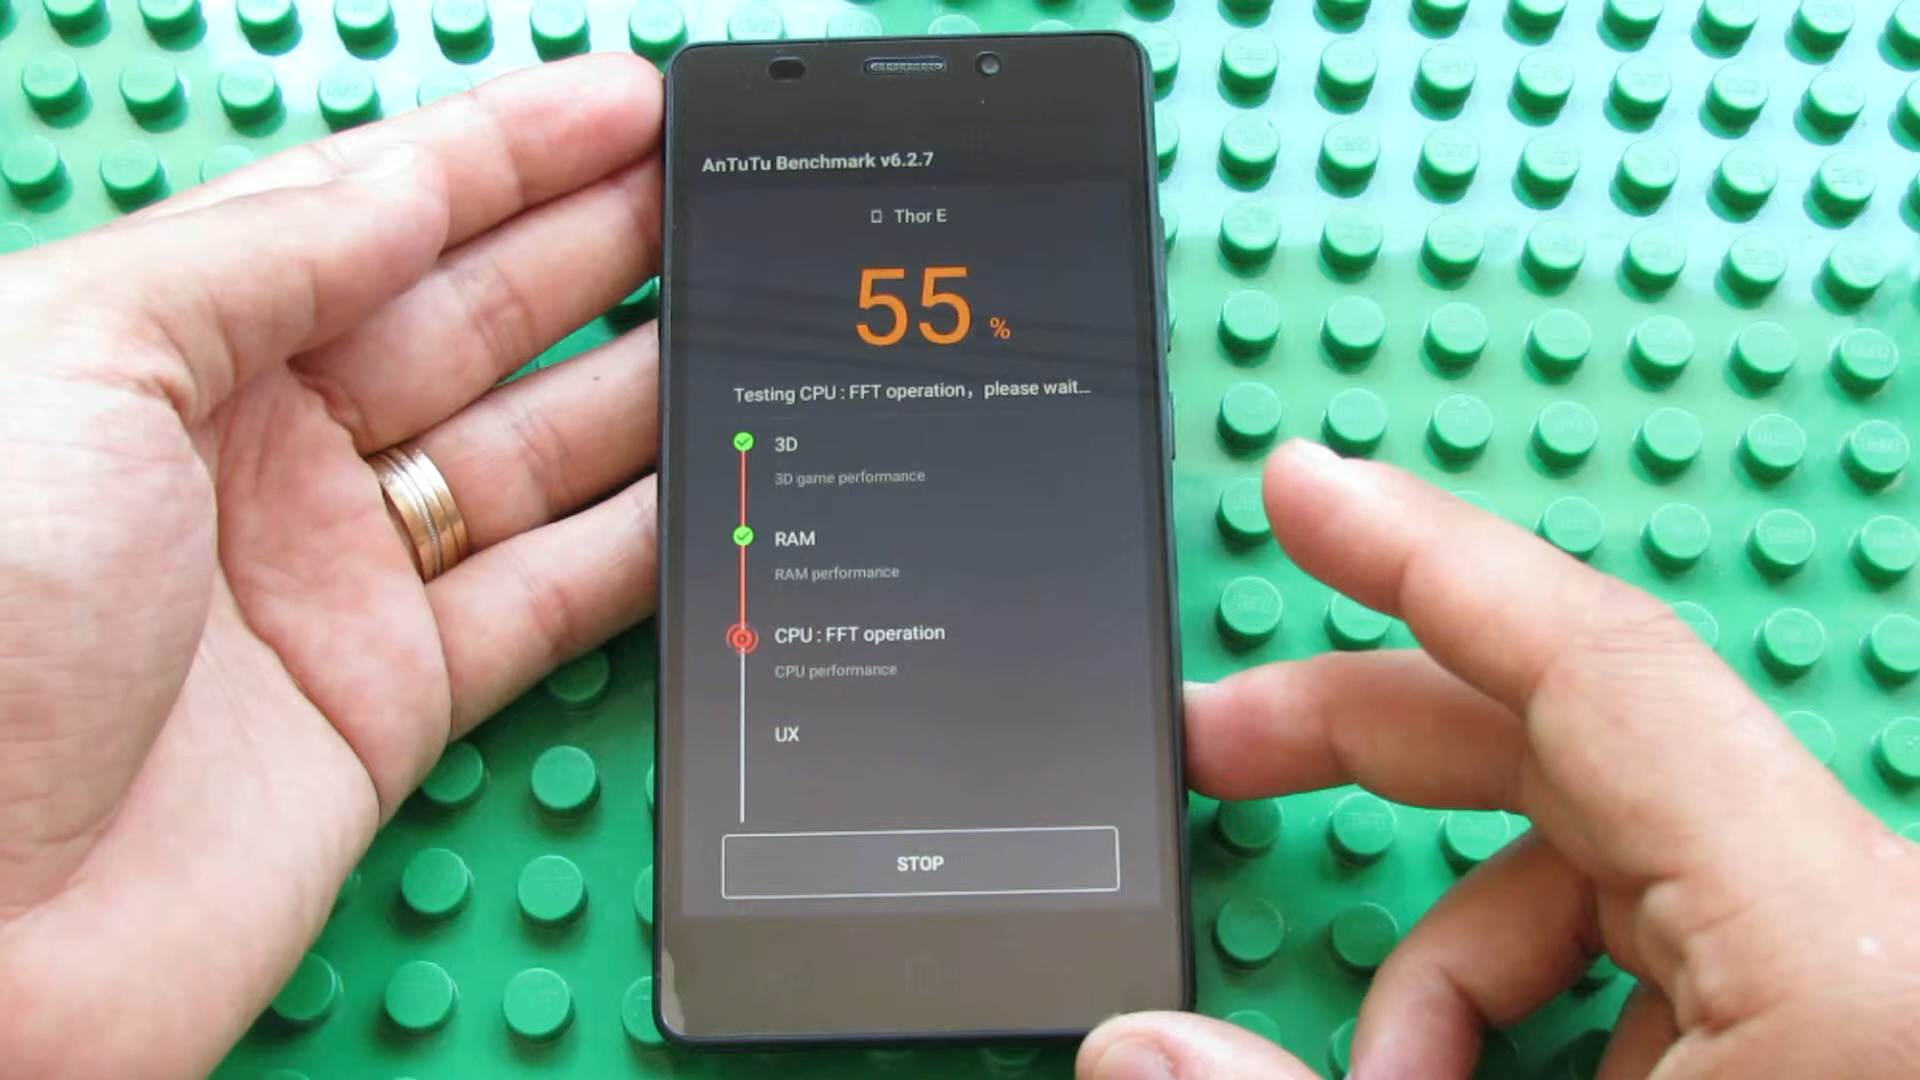 AnTuTu Benchmark v6.2.7
Thor E
55 %
Testing CPU : FFT operation, please wait...
3D
3D game performance
RAM
RAM performance
CPU : FFT operation
CPU performance
UX
STOP